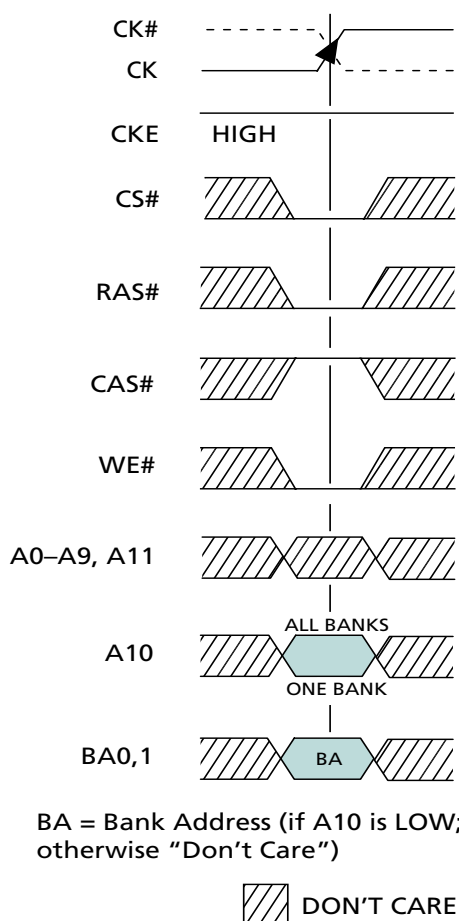 CK#
CK
CKE HIGH
CS#
RAS#
CAS#
WE#
A0–A9, A11
ALL BANKS
A10
ONE BANK
BA0,1 BA
BA = Bank Address (if A10 is LOW;
otherwise “Don’t Care”)
DON’T CARE